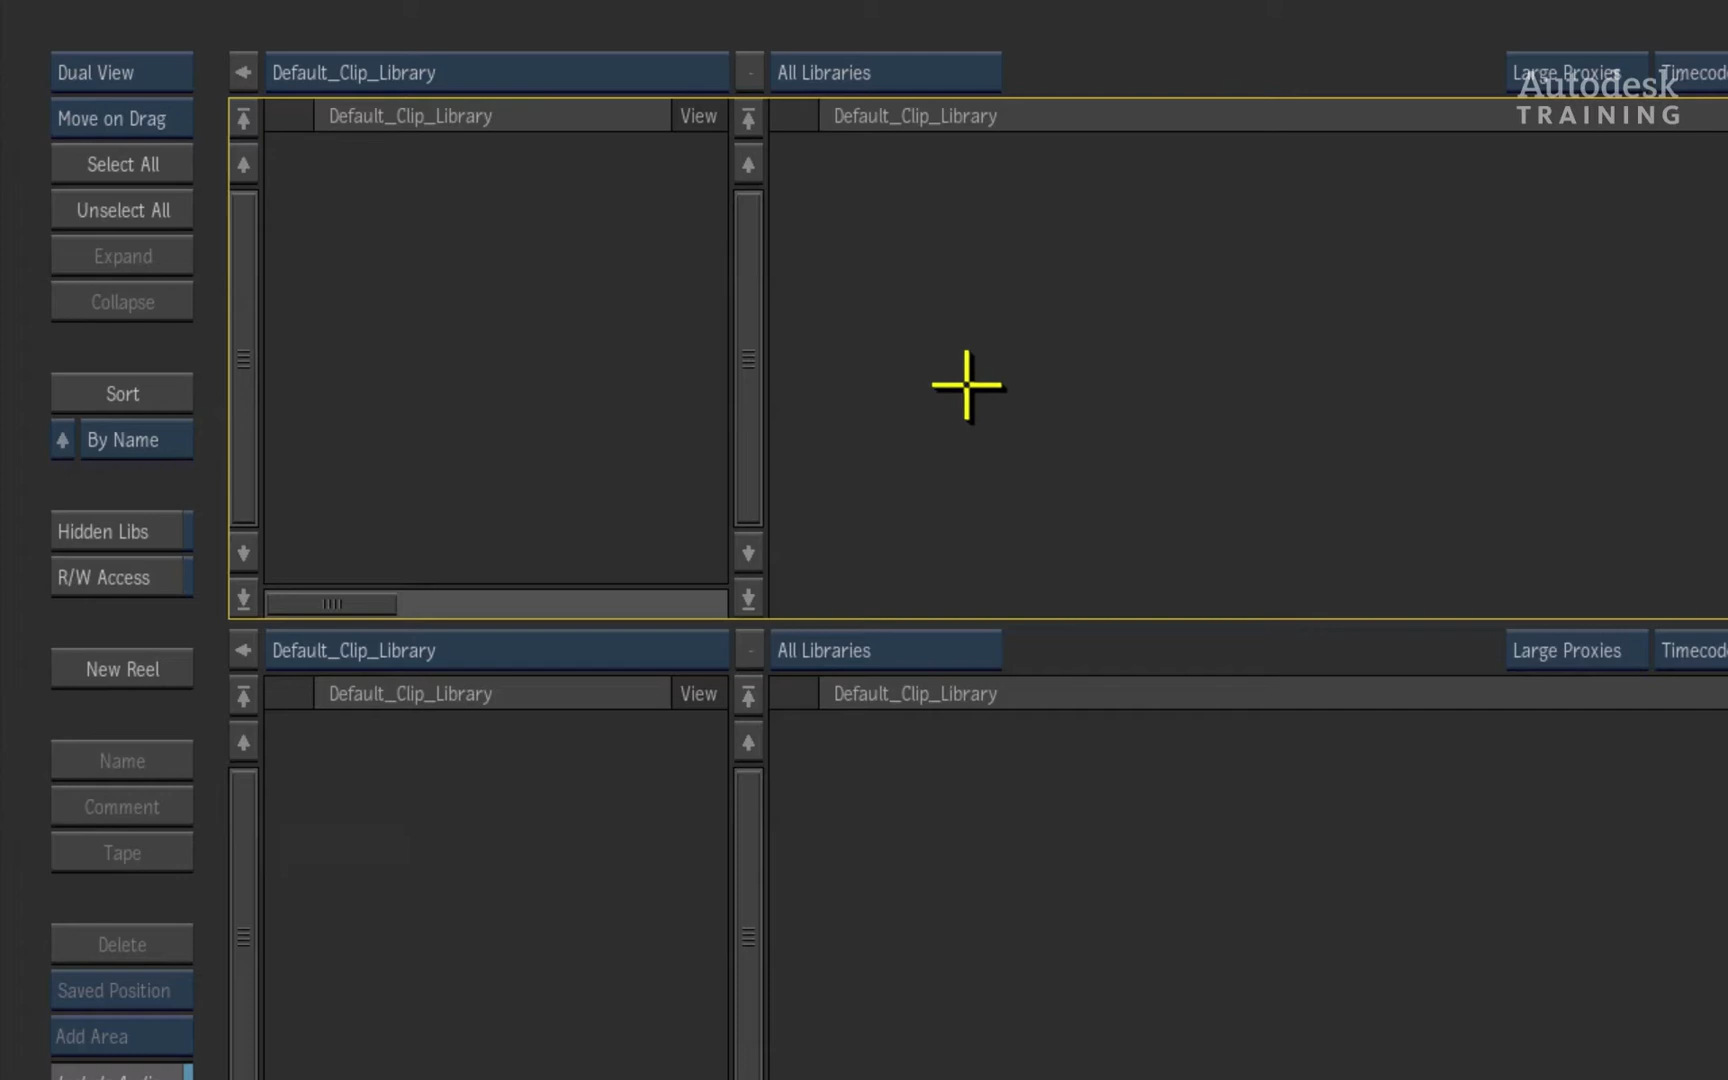 Dual View
Default_Clip_Library
-
All Libraries
Large Proxies
Autodesk
TRAINING
Move on Drag
Default_Clip_Library
View
Default_Clip_Library
Select All
Unselect All
Expand
Collapse
Sort
By Name
Hidden Libs
R/W Access
New Reel
Default_Clip_Library
-
All Libraries
Large Proxies
Default_Clip_Library
View
Default_Clip_Library
Name
Comment
Tape
Delete
Saved Position
Add Area